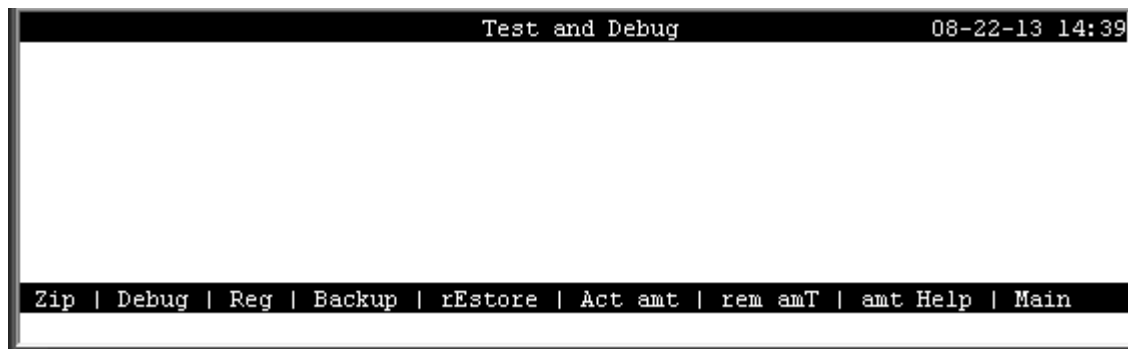 Test and Debug 08-22-13 14:39
Zip | Debug | Reg | Backup | rEstore | Act amt | rem amT | amt Help | Main